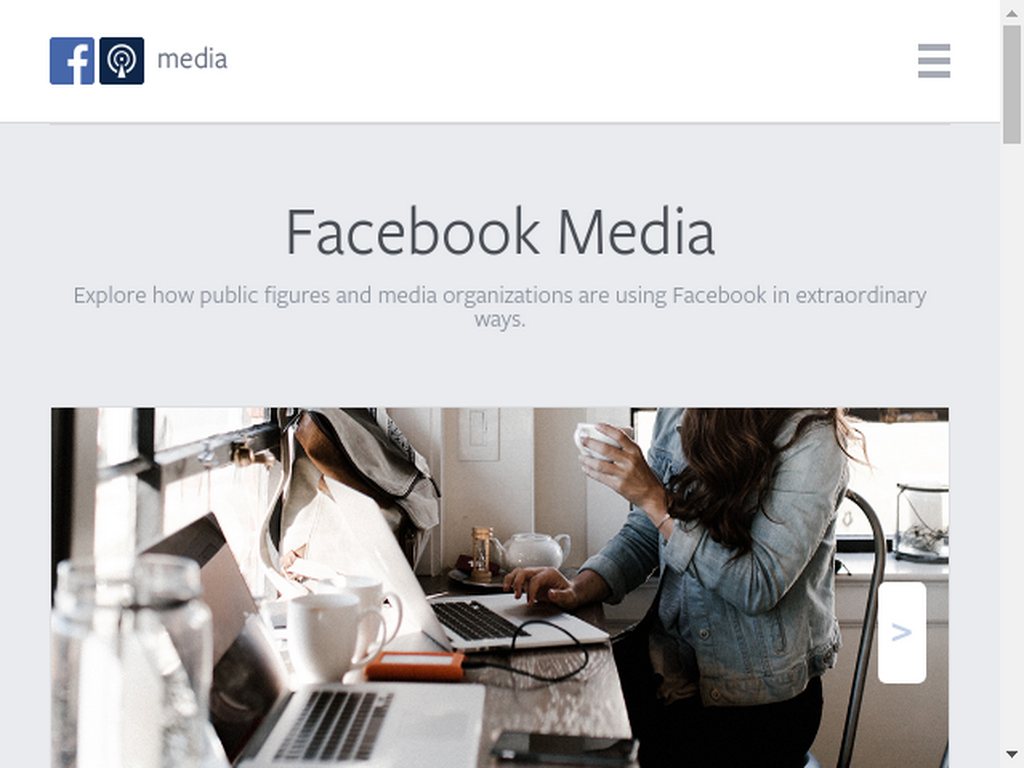 media
Facebook Media
Explore how public figures and media organizations are using Facebook in extraordinary
ways.
>